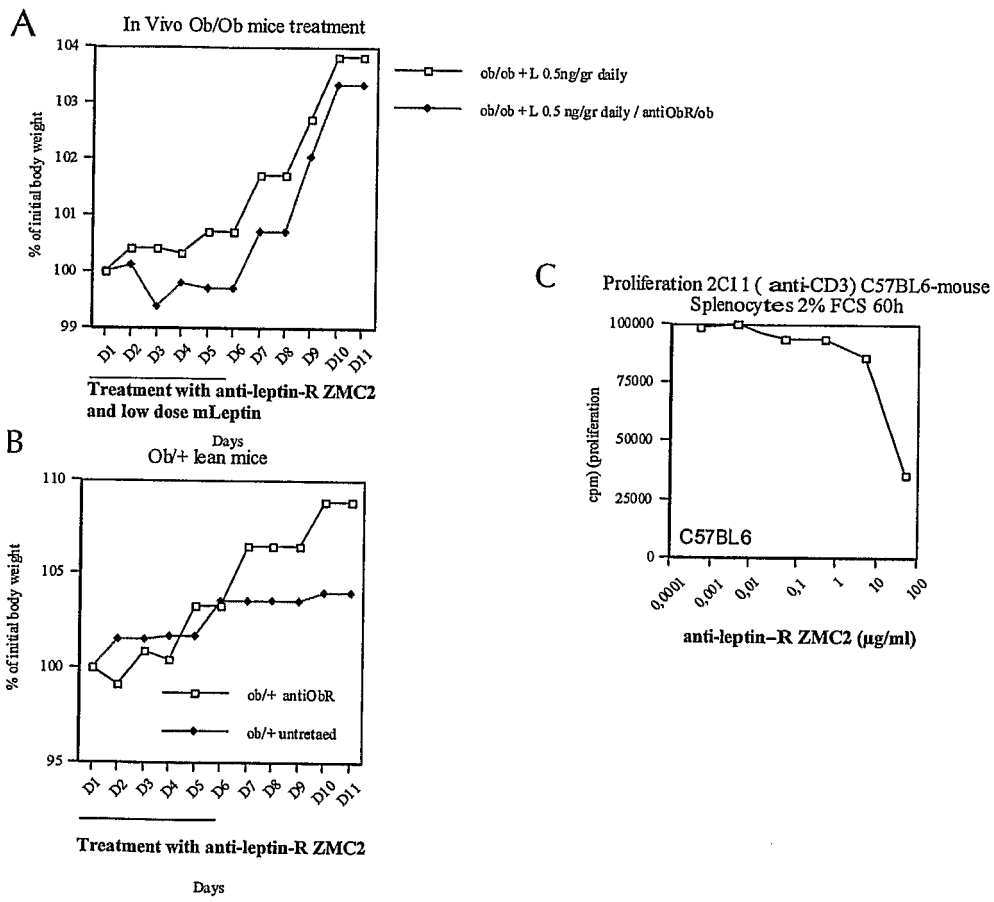 A
In Vivo Ob/Ob mice treatment
104
103
102
101
100
99
% of initial body weight
D1
D2
D3
D4
D5
D6
D7
D8
D9
D10
D11
ob/ob +L 0.5ng/gr daily
ob/ob +L 0.5 ng/gr daily / antiObR/ob
Treatment with anti-leptin-R ZMC2
and low dose mLeptin
Days
B
Ob/+ lean mice
110
105
100
95
% of initial body weight
ob/+ antiObR
ob/+ untretaed
D1
D2
D3
D4
D5
D6
D7
D8
D9
D10
D11
Treatment with anti-leptin-R ZMC2
Days
C
Proliferation 2C11 ( anti-CD3) C57BL6-mouse
Splenocytes 2% FCS 60h
100000
75000
50000
25000
0
cpm) (proliferation
C57BL6
0,0001
0,001
0,01
0,1
1
10
100
anti-leptin–R ZMC2 (µg/ml)